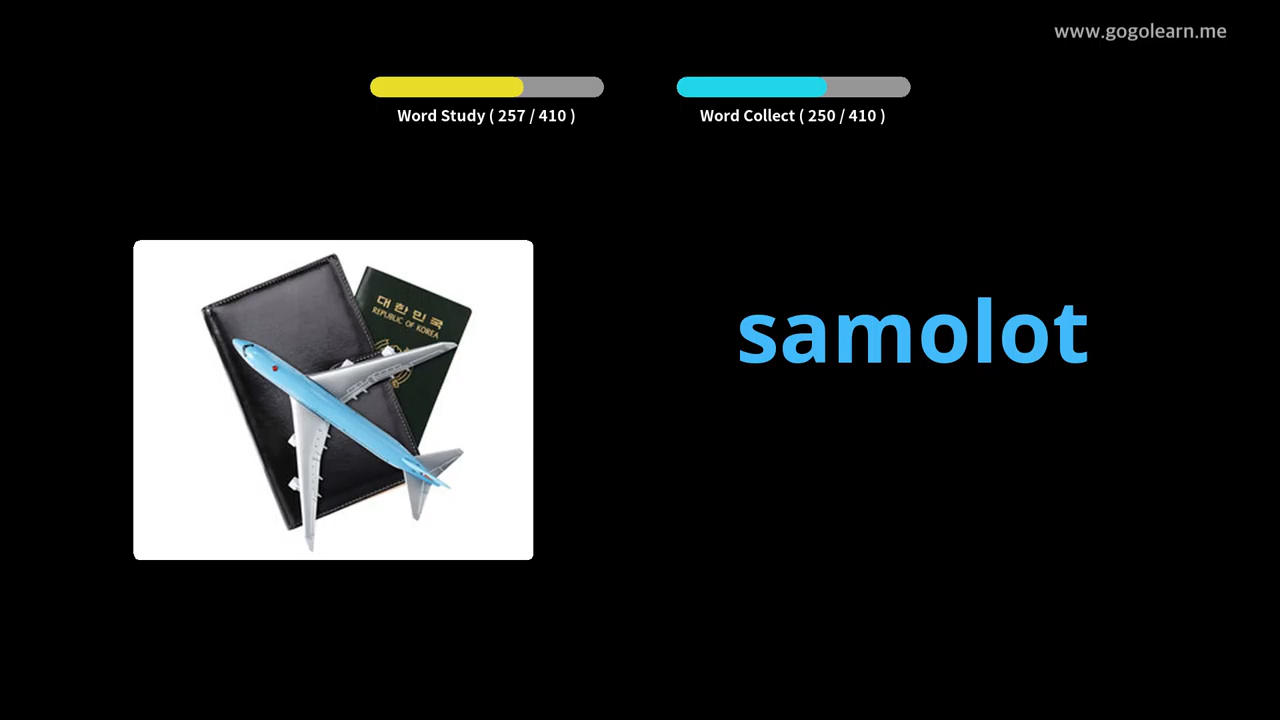 www.gogolearn.me
Word Study ( 257 / 410 )
Word Collect ( 250 / 410 )
대한민국
REPUBLIC OF KOREA
samolot